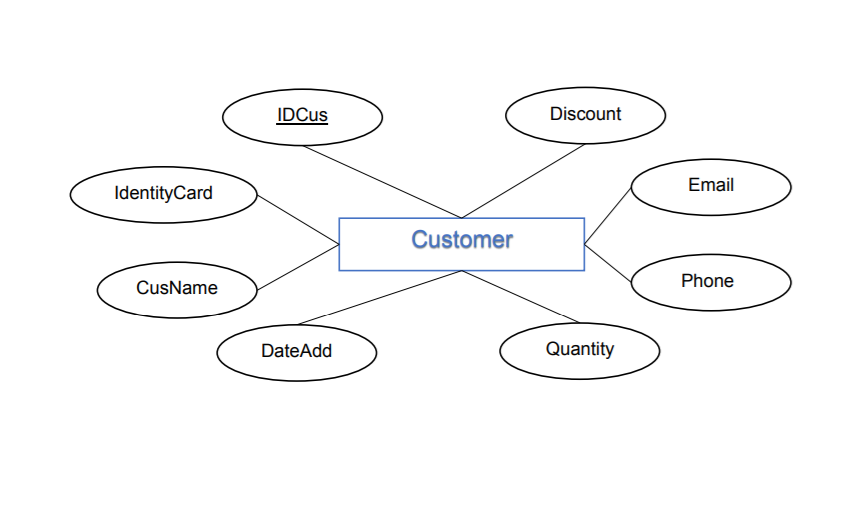 IDCus
Discount
IdentityCard
Email
Customer
CusName
Phone
DateAdd
Quantity